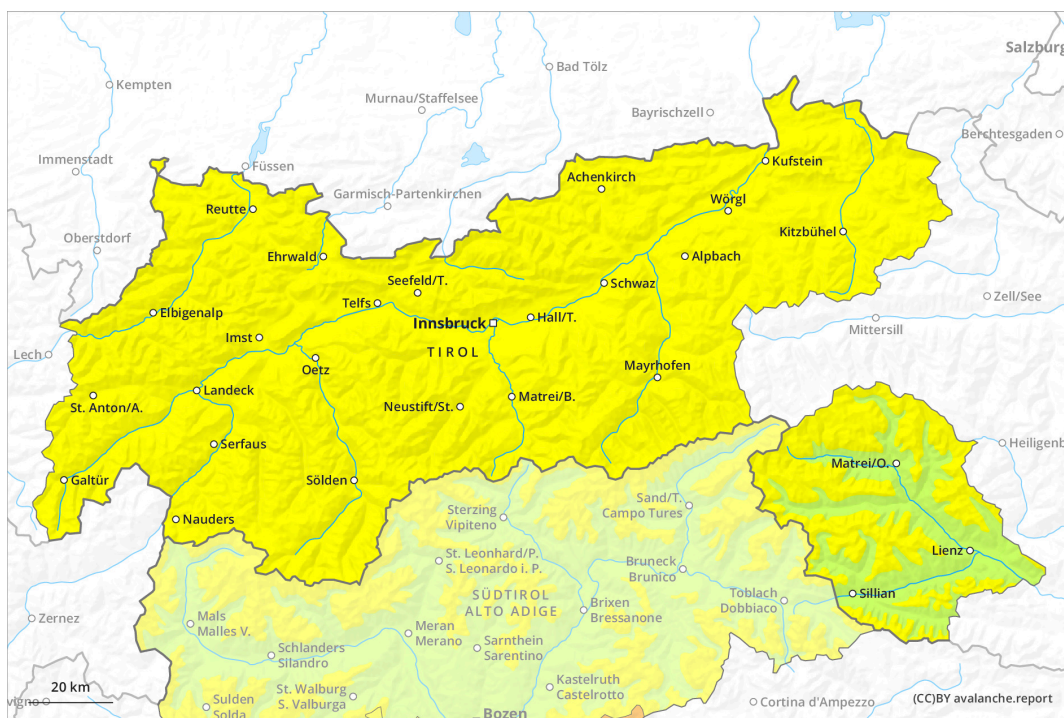 Salzburg
Kempten
Bad Tölz
Murnau/Staffelsee
Bayrischzell
Berchtesgaden
Immenstadt
Füssen
Kufstein
Achenkirch
Garmisch-Partenkirchen
Wörgl
Reutte
Kitzbühel
Oberstdorf
Ehrwald
Alpbach
Seefeld/T.
Schwaz
Zell/See
Telfs
Elbigenalp
Innsbruck
Hall/T.
Mittersill
Imst
Lech
TIROL
Oetz
Mayrhofen
Landeck
St. Anton/A.
Neustift/St.
Matrei/B.
Serfaus
Heiligenb
Matrei/O.
Galtür
Sölden
Sand/T.
Campo Tures
Sterzing
Vipiteno
Nauders
St. Leonhard/P.
S. Leonardo i. P.
Lienz
Bruneck
Brunico
SÜDTIROL
ALTO ADIGE
Toblach
Dobbiaco
Sillian
Brixen
Bressanone
Zernez
Mals
Malles V.
Meran
Merano
Sarnthein
Sarentino
Schlanders
Silandro
20 km
St. Walburg
S. Valburga
Kastelruth
Castelrotto
vigno
Sulden
Solda
Cortina d'Ampezzo
(CC)BY avalanche.report
Bozen